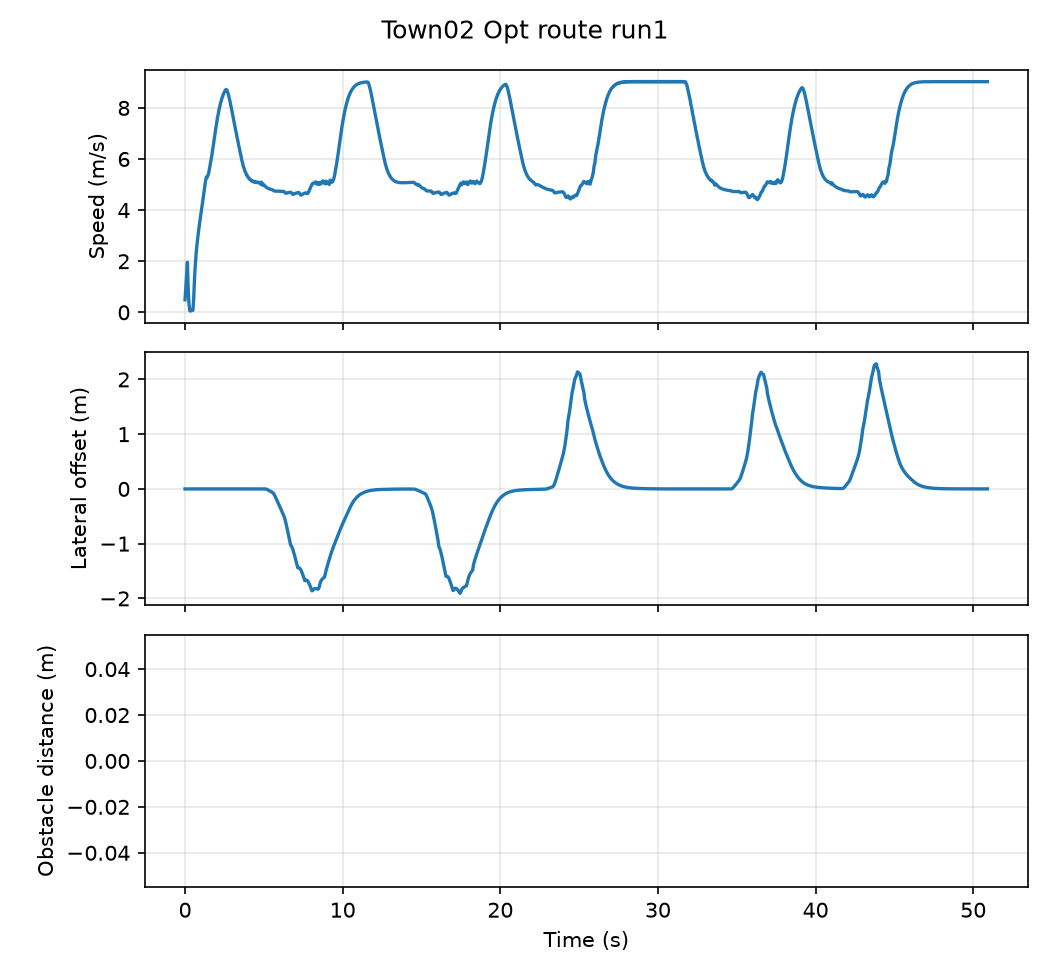 Town02 Opt route run1
Speed (m/s)
8
6
4
2
0
Lateral offset (m)
2
1
0
−1
−2
Obstacle distance (m)
0.04
0.02
0.00
−0.02
−0.04
0 10 20 30 40 50
Time (s)